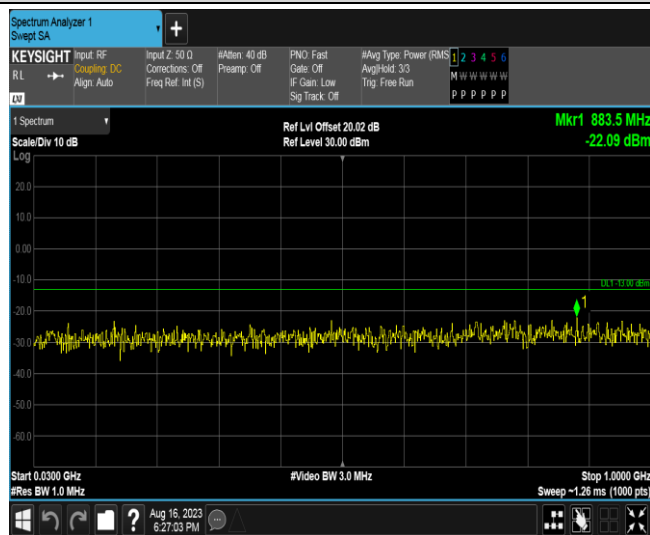 Spectrum Analyzer 1
Swept SA
KEYSIGHT
RL
LXI
Input: RF
Coupling: DC
Align: Auto
Input Z: 50 Ω
Corrections: Off
Freq Ref: Int (S)
#Atten: 40 dB
Preamp: Off
PNO: Fast
Gate: Off
IF Gain: Low
Sig Track: Off
#Avg Type: Power (RMS
Avg|Hold: 3/3
Trig: Free Run
1 2 3 4 5 6
M W W W W W
P P P P P P
1 Spectrum
Scale/Div 10 dB
Log
Ref Lvl Offset 20.02 dB
Ref Level 30.00 dBm
Mkr1 883.5 MHz
-22.09 dBm
20.0
10.0
0.00
-10.0
DL1 -13.00 dBm
1
-20.0
-30.0
-40.0
-50.0
-60.0
Start 0.0300 GHz
#Res BW 1.0 MHz
#Video BW 3.0 MHz
Stop 1.0000 GHz
Sweep ~1.26 ms (1000 pts)
?
Aug 16, 2023
6:27:03 PM